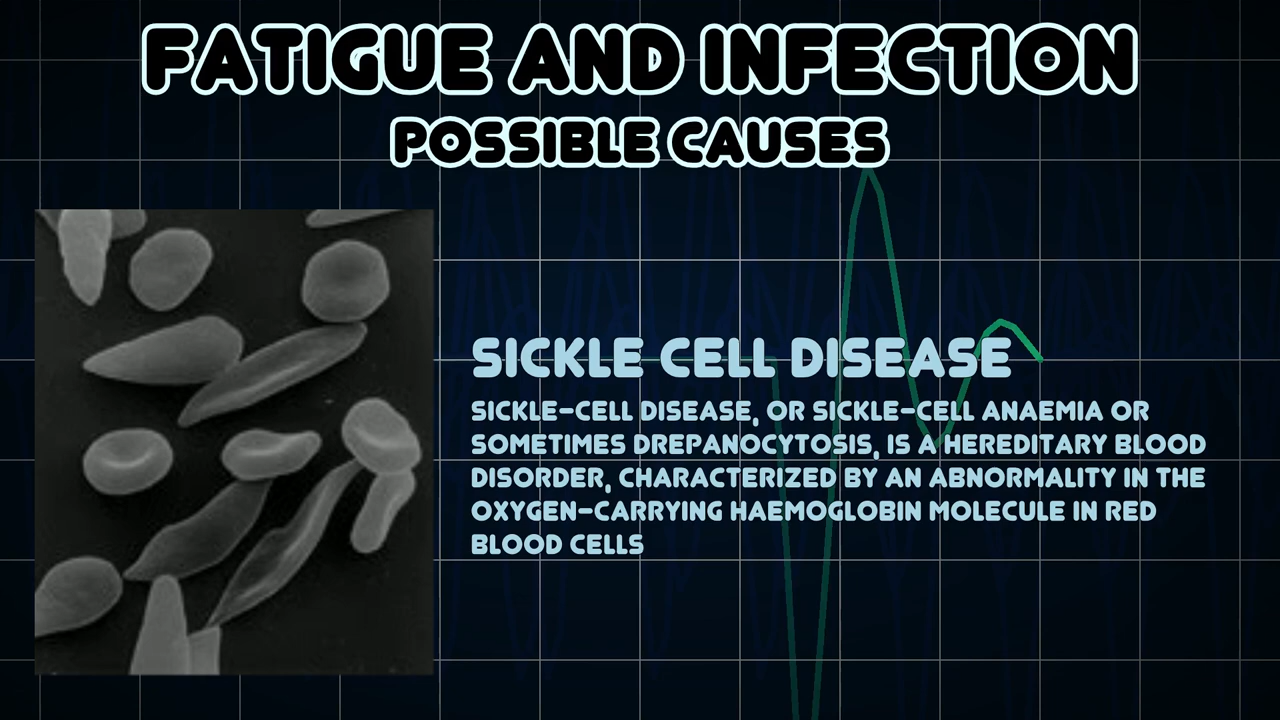 FATIGUE AND INFECTION
POSSIBLE CAUSES
SICKLE CELL DISEASE
SICKLE-CELL DISEASE, OR SICKLE-CELL ANAEMIA OR
SOMETIMES DREPANOCYTOSIS, IS A HEREDITARY BLOOD
DISORDER, CHARACTERIZED BY AN ABNORMALITY IN THE
OXYGEN-CARRYING HAEMOGLOBIN MOLECULE IN RED
BLOOD CELLS